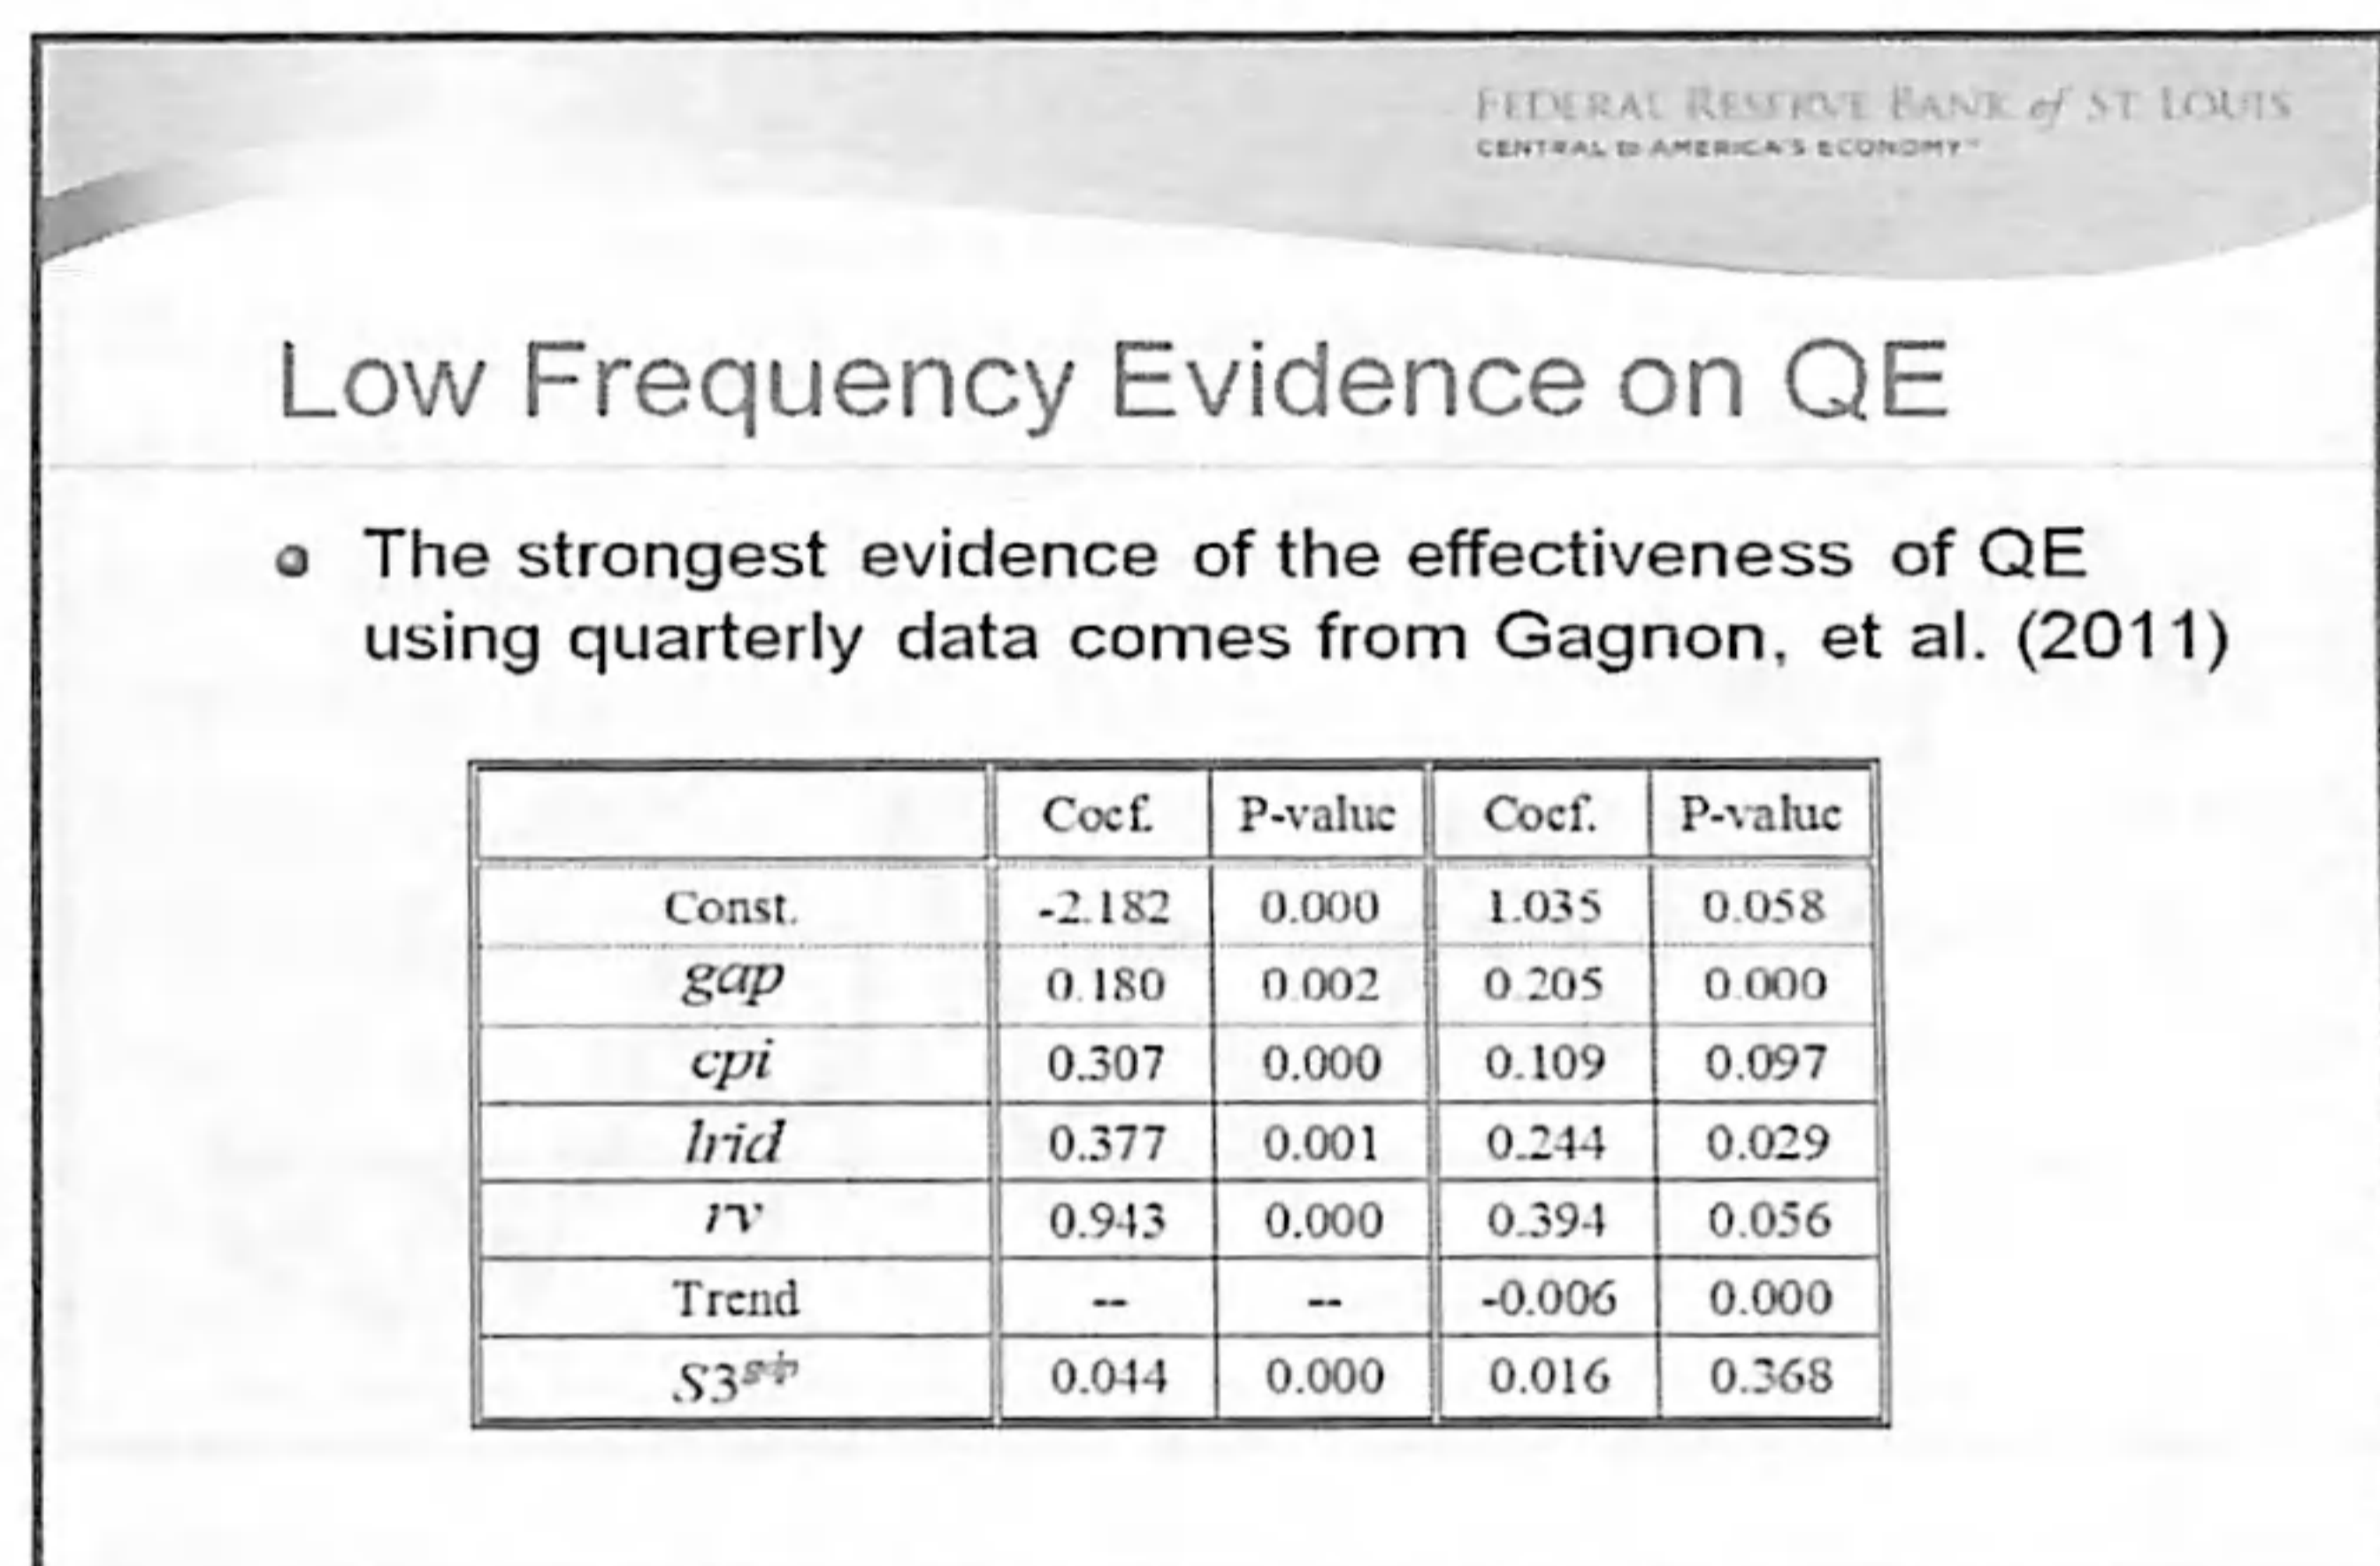 FEDERAL RESERVE BANK of ST. LOUIS
CENTRAL to AMERICA'S ECONOMY™
Low Frequency Evidence on QE
The strongest evidence of the effectiveness of QE
using quarterly data comes from Gagnon, et al. (2011)
Coef. P-value Coef. P-value
Const. -2.182 0.000 1.035 0.058
gap 0.180 0.002 0.205 0.000
cpi 0.307 0.000 0.109 0.097
lrid 0.377 0.001 0.244 0.029
rv 0.943 0.000 0.394 0.056
Trend -- -- -0.006 0.000
0.044 0.000 0.016 0.368